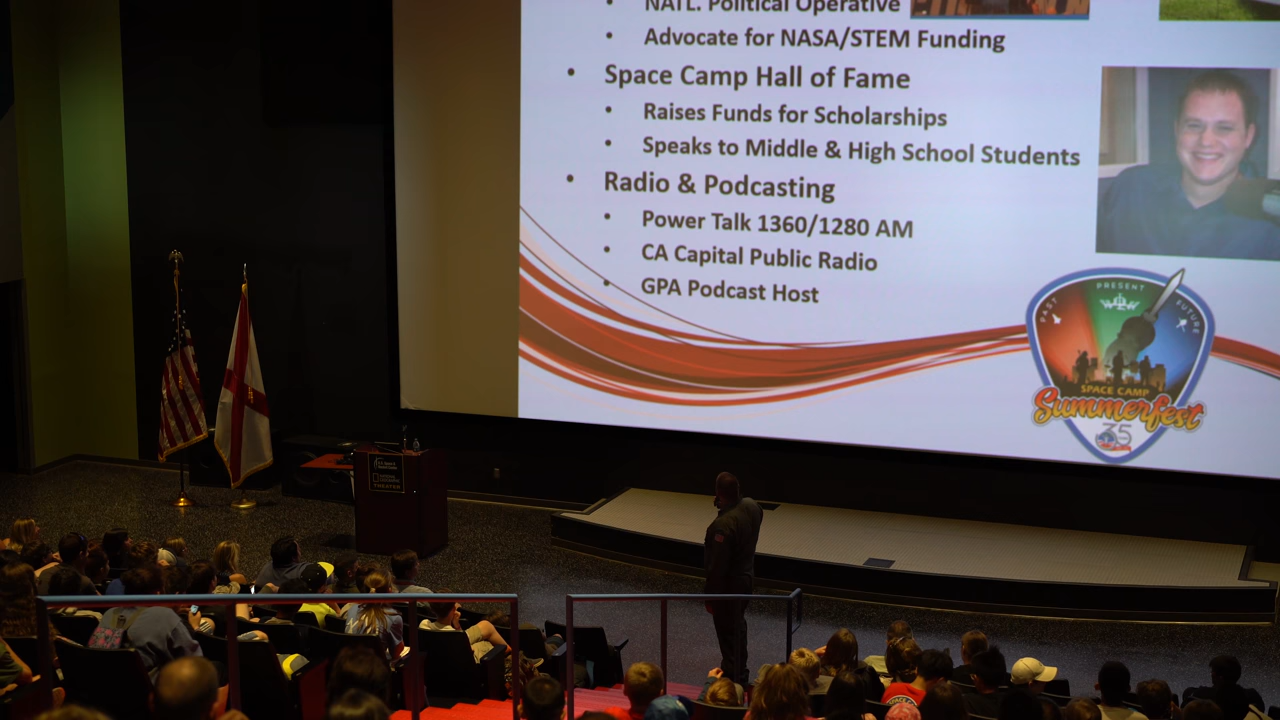 NATL. Political Operative
• Advocate for NASA/STEM Funding
• Space Camp Hall of Fame
• Raises Funds for Scholarships
• Speaks to Middle & High School Students
• Radio & Podcasting
• Power Talk 1360/1280 AM
• CA Capital Public Radio
• GPA Podcast Host
PAST PRESENT FUTURE
SPACE CAMP
Summerfest
35
THEATER